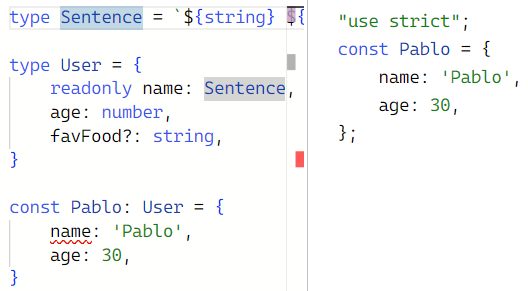 type Sentence = `${string} ${
type User = {
readonly name: Sentence,
age: number,
favFood?: string,
}
const Pablo: User = {
name: 'Pablo',
age: 30,
}
"use strict";
const Pablo = {
name: 'Pablo',
age: 30,
};